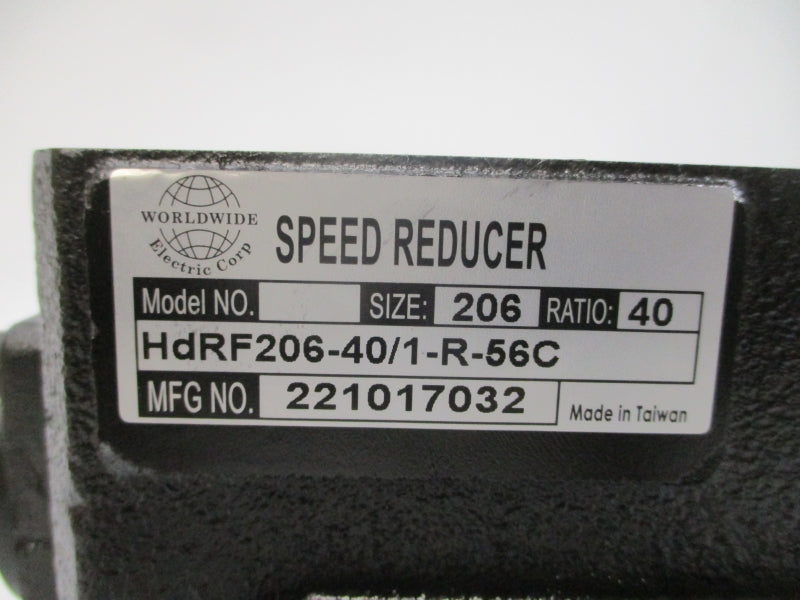 WORLDWIDE
Electric Corp
SPEED REDUCER
Model NO. SIZE: 206 RATIO: 40
HdRF206-40/1-R-56C
MFG NO. 221017032
Made in Taiwan